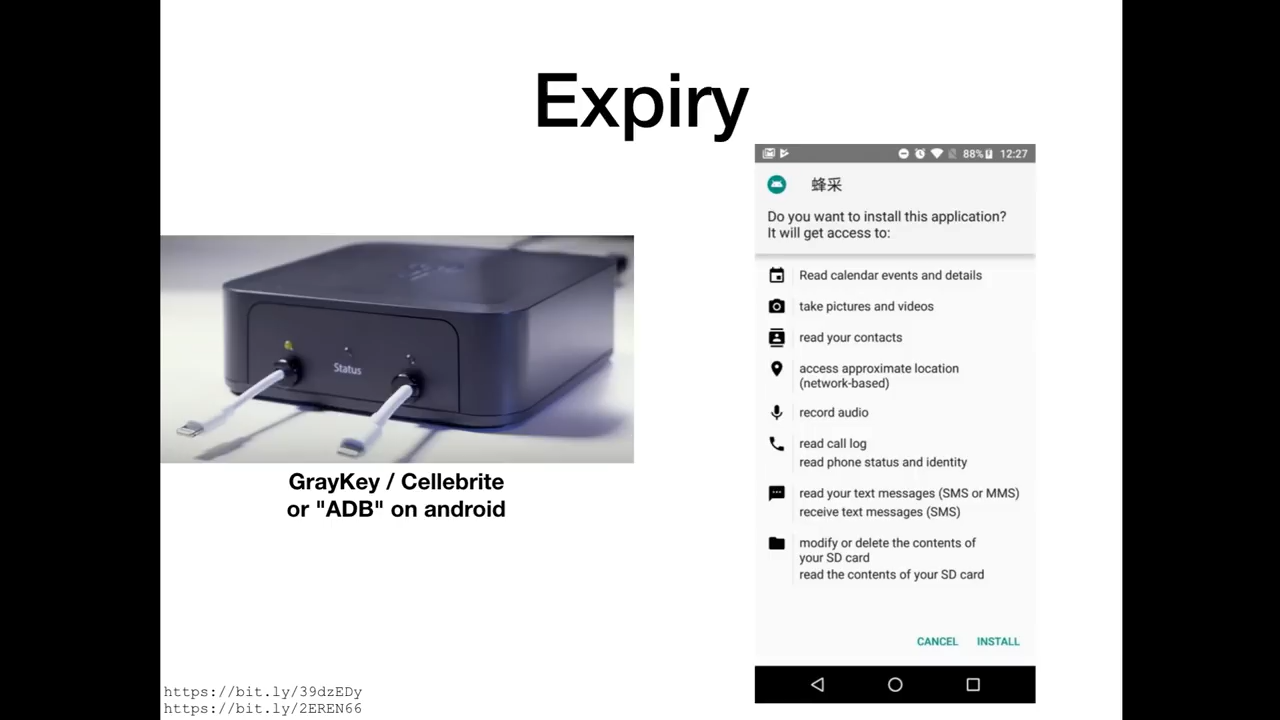 Expiry
Status
GrayKey / Cellebrite
or "ADB" on android
88% 12:27
蜂采
Do you want to install this application?
It will get access to:
Read calendar events and details
take pictures and videos
read your contacts
access approximate location
(network-based)
record audio
read call log
read phone status and identity
read your text messages (SMS or MMS)
receive text messages (SMS)
modify or delete the contents of
your SD card
read the contents of your SD card
CANCEL INSTALL
https://bit.ly/39dzEDy
https://bit.ly/2EREN66